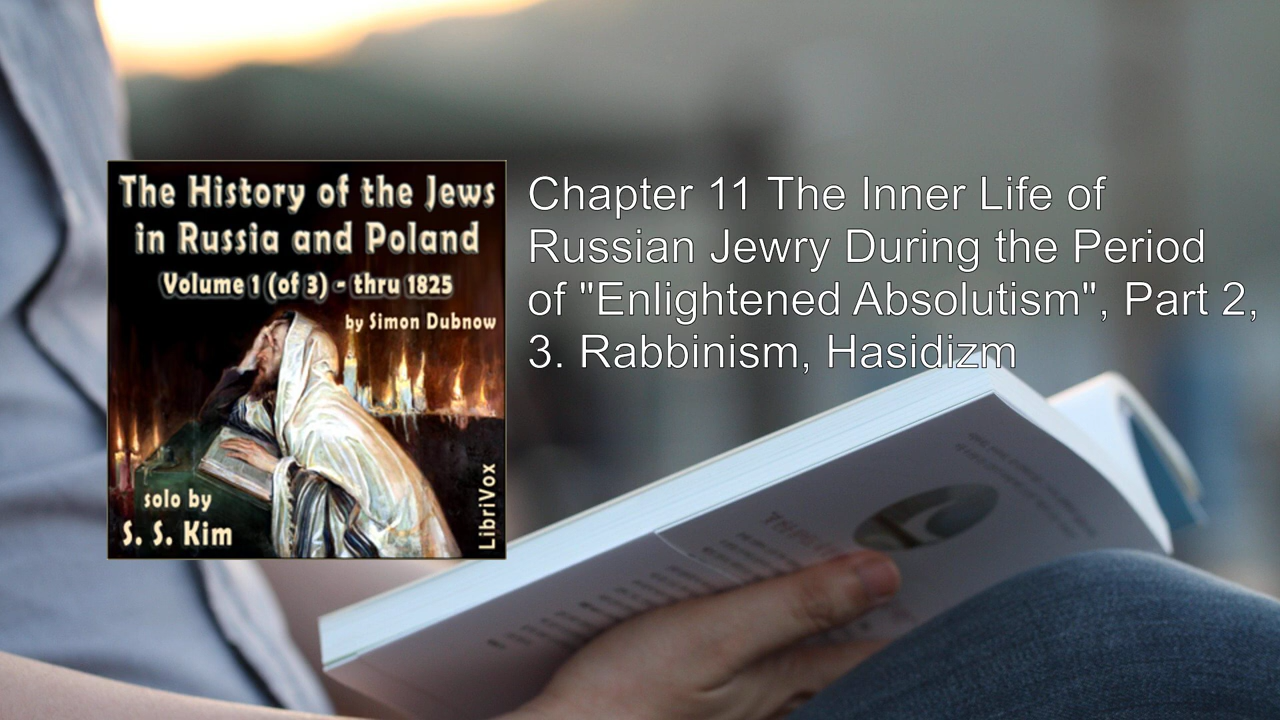 The History of the Jews
in Russia and Poland
Volume 1 (of 3) - thru 1825
by Simon Dubnow
solo by
S. S. Kim
LibriVox
Chapter 11 The Inner Life of
Russian Jewry During the Period
of "Enlightened Absolutism", Part 2,
3. Rabbinism, Hasidizm